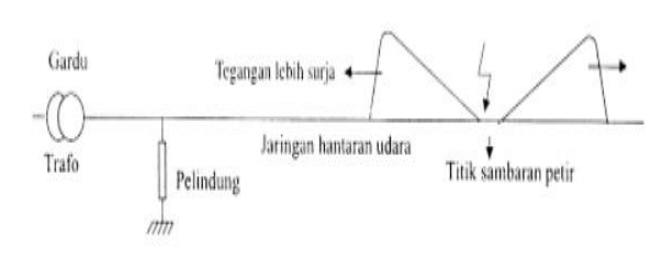 Gardu
Tegangan lebih surja
Jaringan hantaran udara
Trafo
Pelindung
Titik sambaran petir